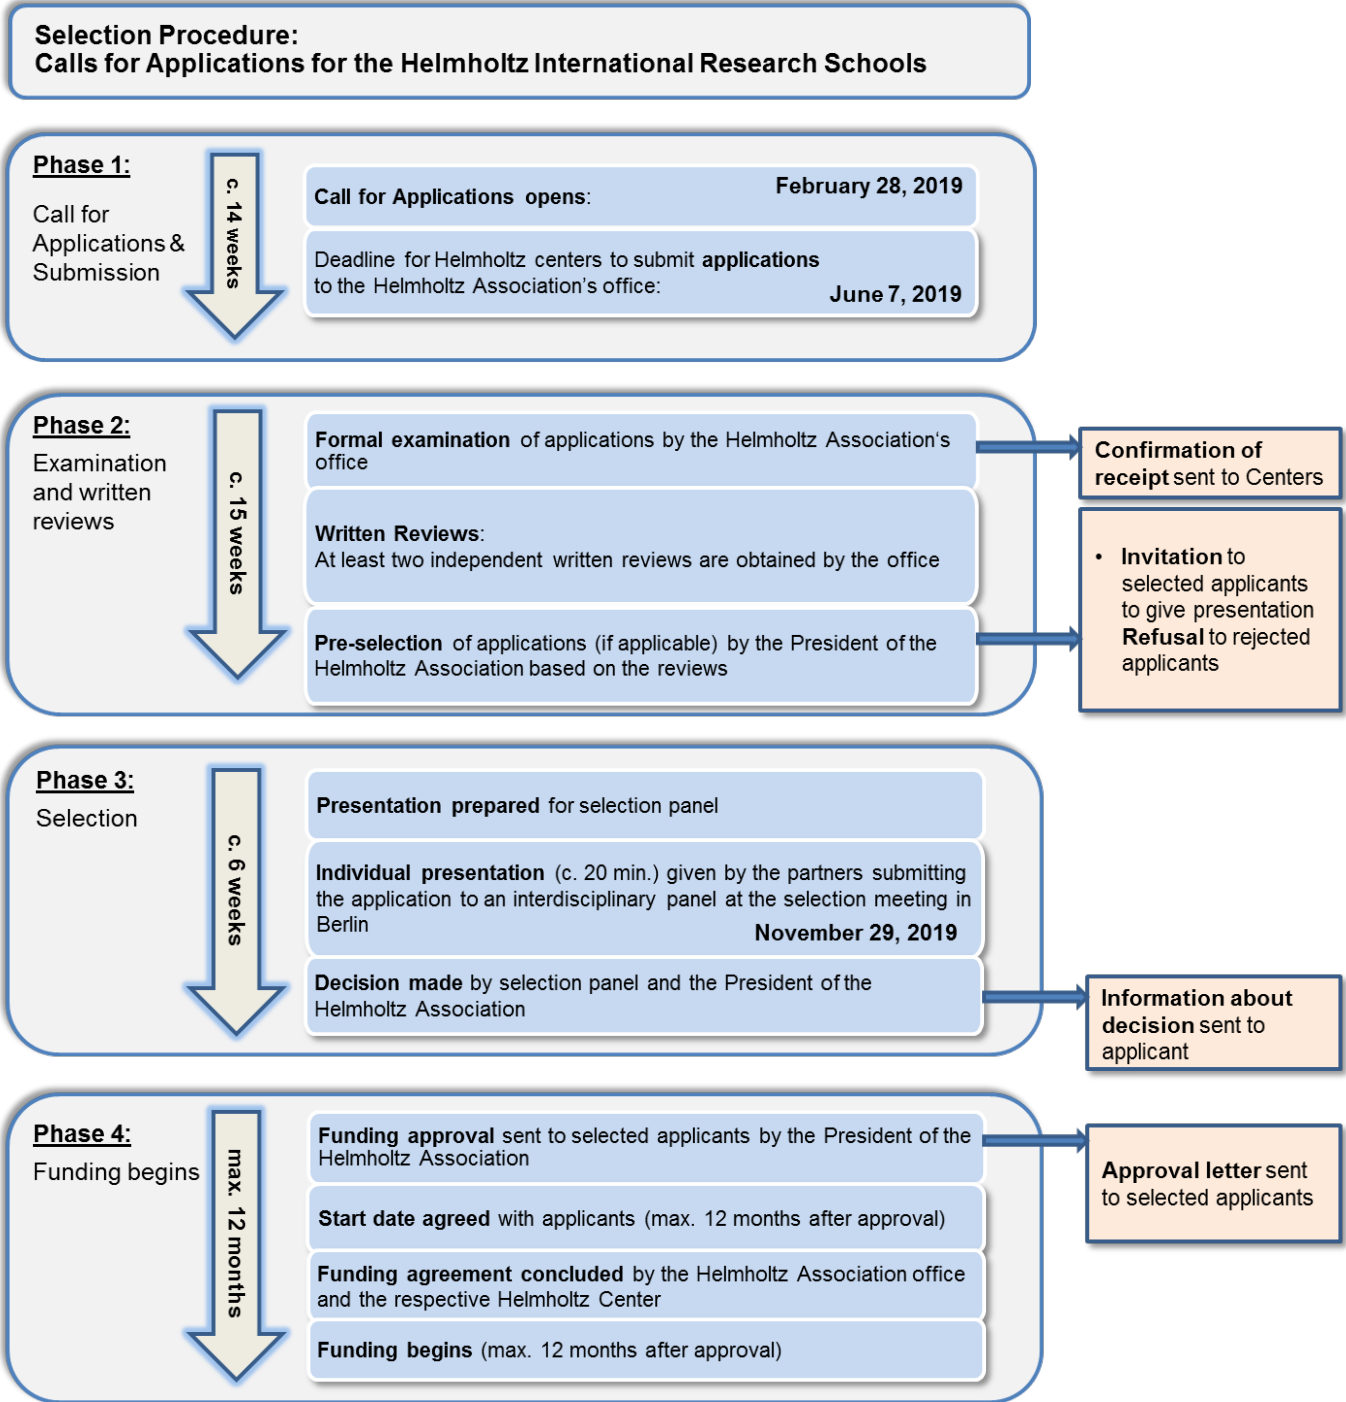 Selection Procedure:
Calls for Applications for the Helmholtz International Research Schools
Phase 1:
Call for
Applications &
Submission
c. 14 weeks
Call for Applications opens:
February 28, 2019
Deadline for Helmholtz centers to submit applications
to the Helmholtz Association's office:
June 7, 2019
Phase 2:
Examination
and written
reviews
c. 15 weeks
Formal examination of applications by the Helmholtz Association‘s
office
Confirmation of
receipt sent to Centers
Written Reviews:
At least two independent written reviews are obtained by the office
Pre-selection of applications (if applicable) by the President of the
Helmholtz Association based on the reviews
• Invitation to
selected applicants
to give presentation
Refusal to rejected
applicants
Phase 3:
Selection
c. 6 weeks
Presentation prepared for selection panel
Individual presentation (c. 20 min.) given by the partners submitting
the application to an interdisciplinary panel at the selection meeting in
Berlin
November 29, 2019
Decision made by selection panel and the President of the
Helmholtz Association
Information about
decision sent to
applicant
Phase 4:
Funding begins
max. 12 months
Funding approval sent to selected applicants by the President of the
Helmholtz Association
Approval letter sent
to selected applicants
Start date agreed with applicants (max. 12 months after approval)
Funding agreement concluded by the Helmholtz Association office
and the respective Helmholtz Center
Funding begins (max. 12 months after approval)